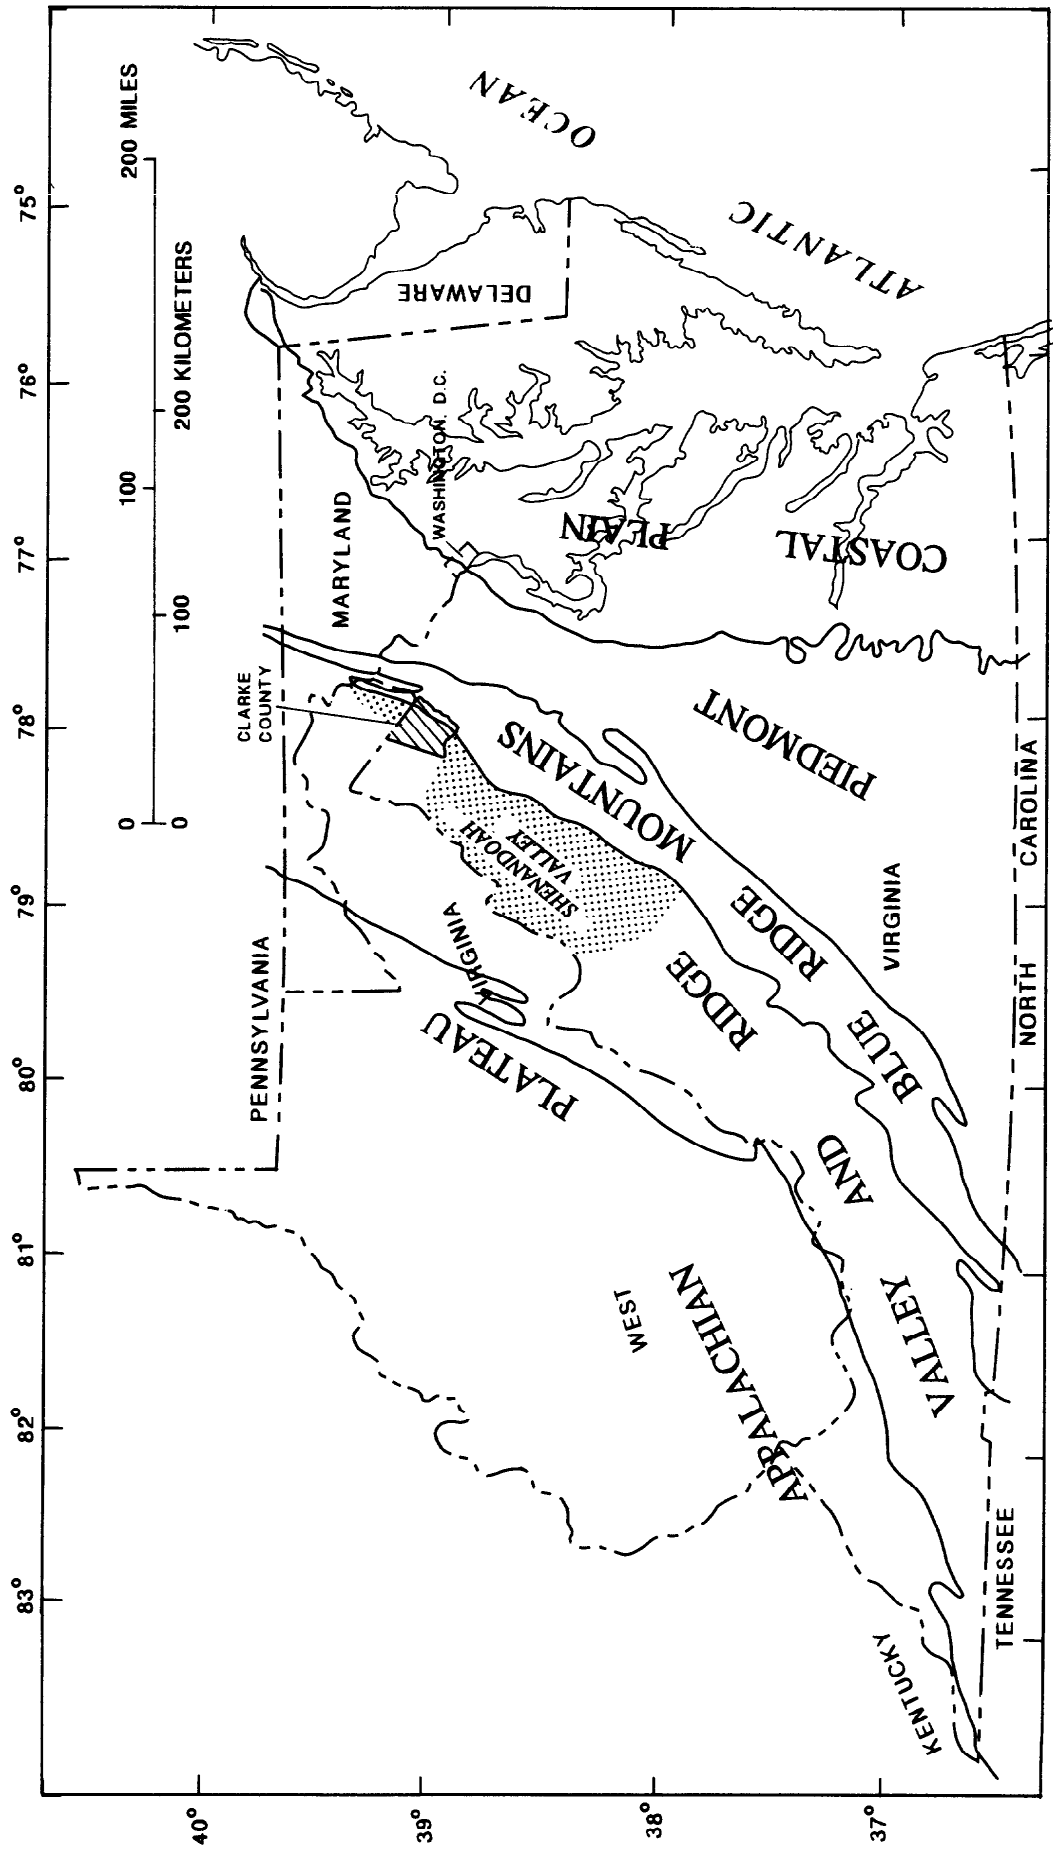 83°
82°
81°
80°
79°
78°
77°
76°
75°
40°
39°
38°
37°
0
100
200 MILES
0
100
200 KILOMETERS
PENNSYLVANIA
CLARKE
COUNTY
MARYLAND
DELAWARE
WASHINGTON. D.C.
WEST
VIRGINIA
VIRGINIA
KENTUCKY
TENNESSEE
NORTH CAROLINA
APPALACHIAN PLATEAU
VALLEY AND RIDGE
SHENANDOAH
VALLEY
BLUE RIDGE MOUNTAINS
PIEDMONT
COASTAL PLAIN
ATLANTIC OCEAN